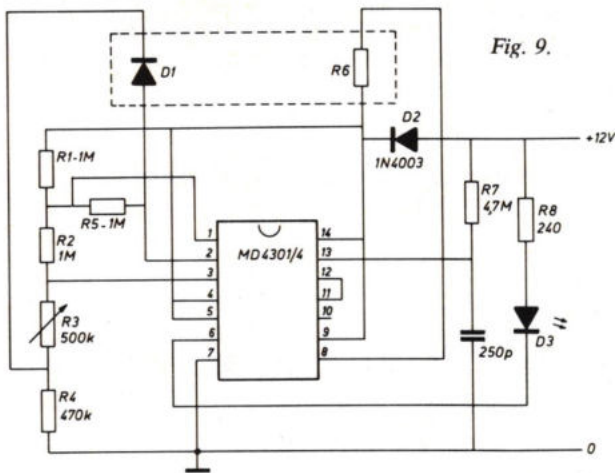 Fig. 9.
D1
R6
D2
1N4003
+12V
R1-1M
R5-1M
R2
1M
R3
500k
R4
470k
MD4301/4
1
2
3
4
5
6
7
14
13
12
11
10
9
8
R7
4,7M
R8
240
250p
D3
0